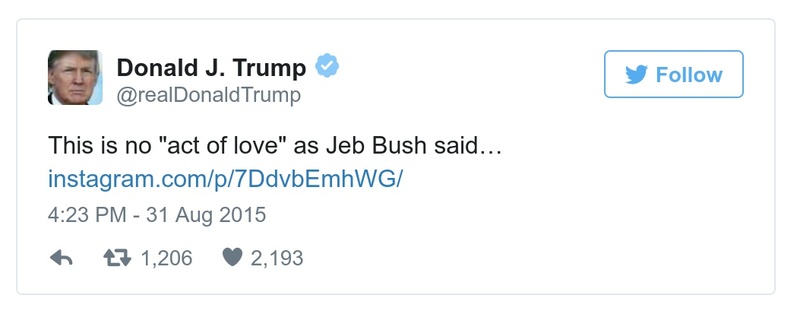 Donald J. Trump
@realDonaldTrump
Follow
This is no "act of love" as Jeb Bush said…
instagram.com/p/7DdvbEmhWG/
4:23 PM - 31 Aug 2015
1,206 2,193